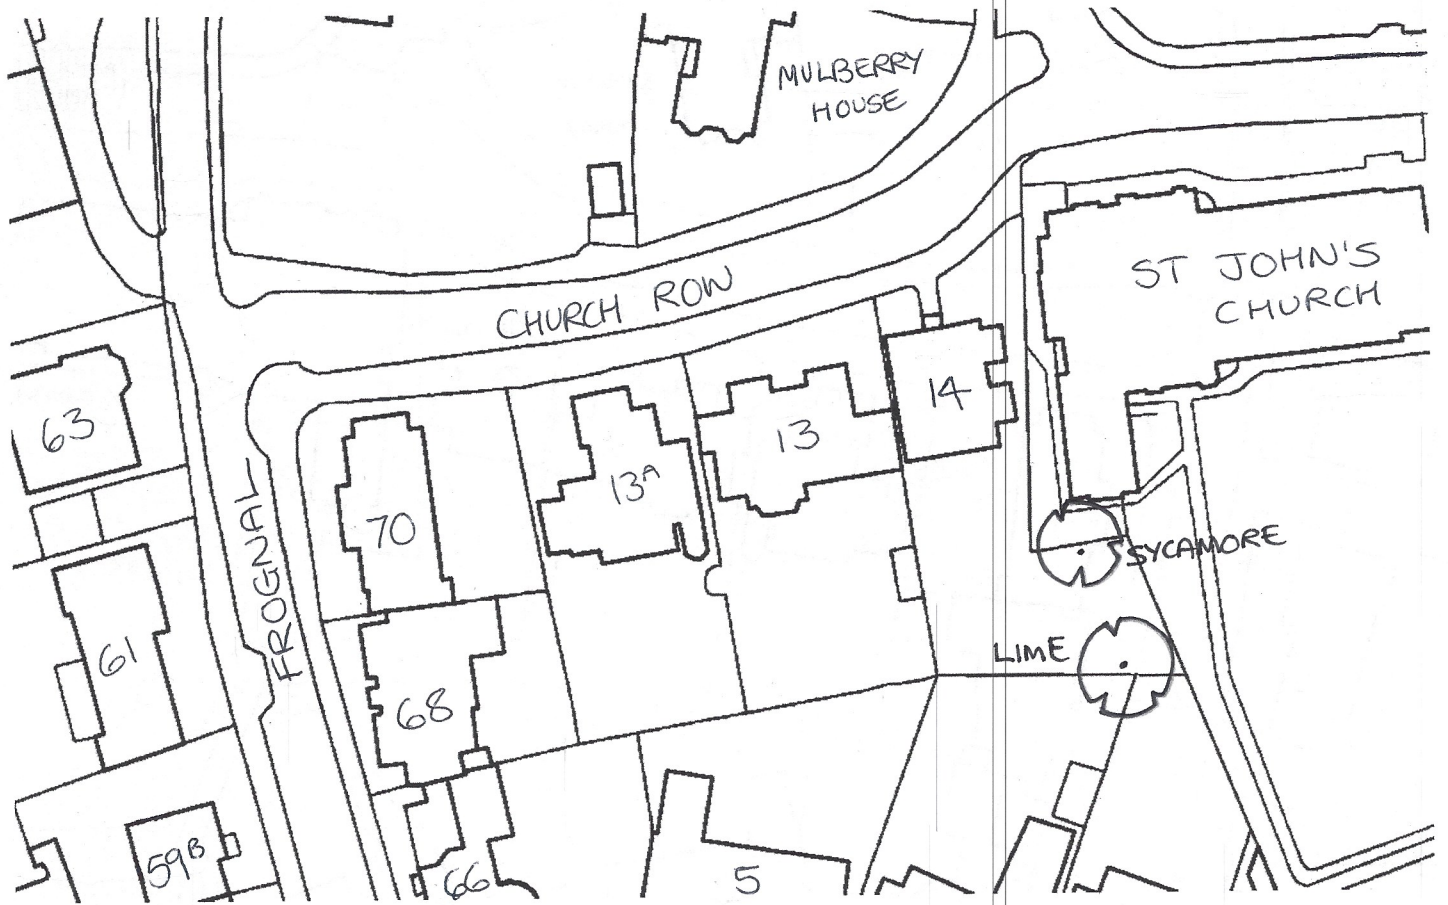 MULBERRY
HOUSE
ST JOHN'S
CHURCH
CHURCH ROW
63
14
13
13A
70
FROGNAL
SYCAMORE
61
LIME
68
59B
66
5